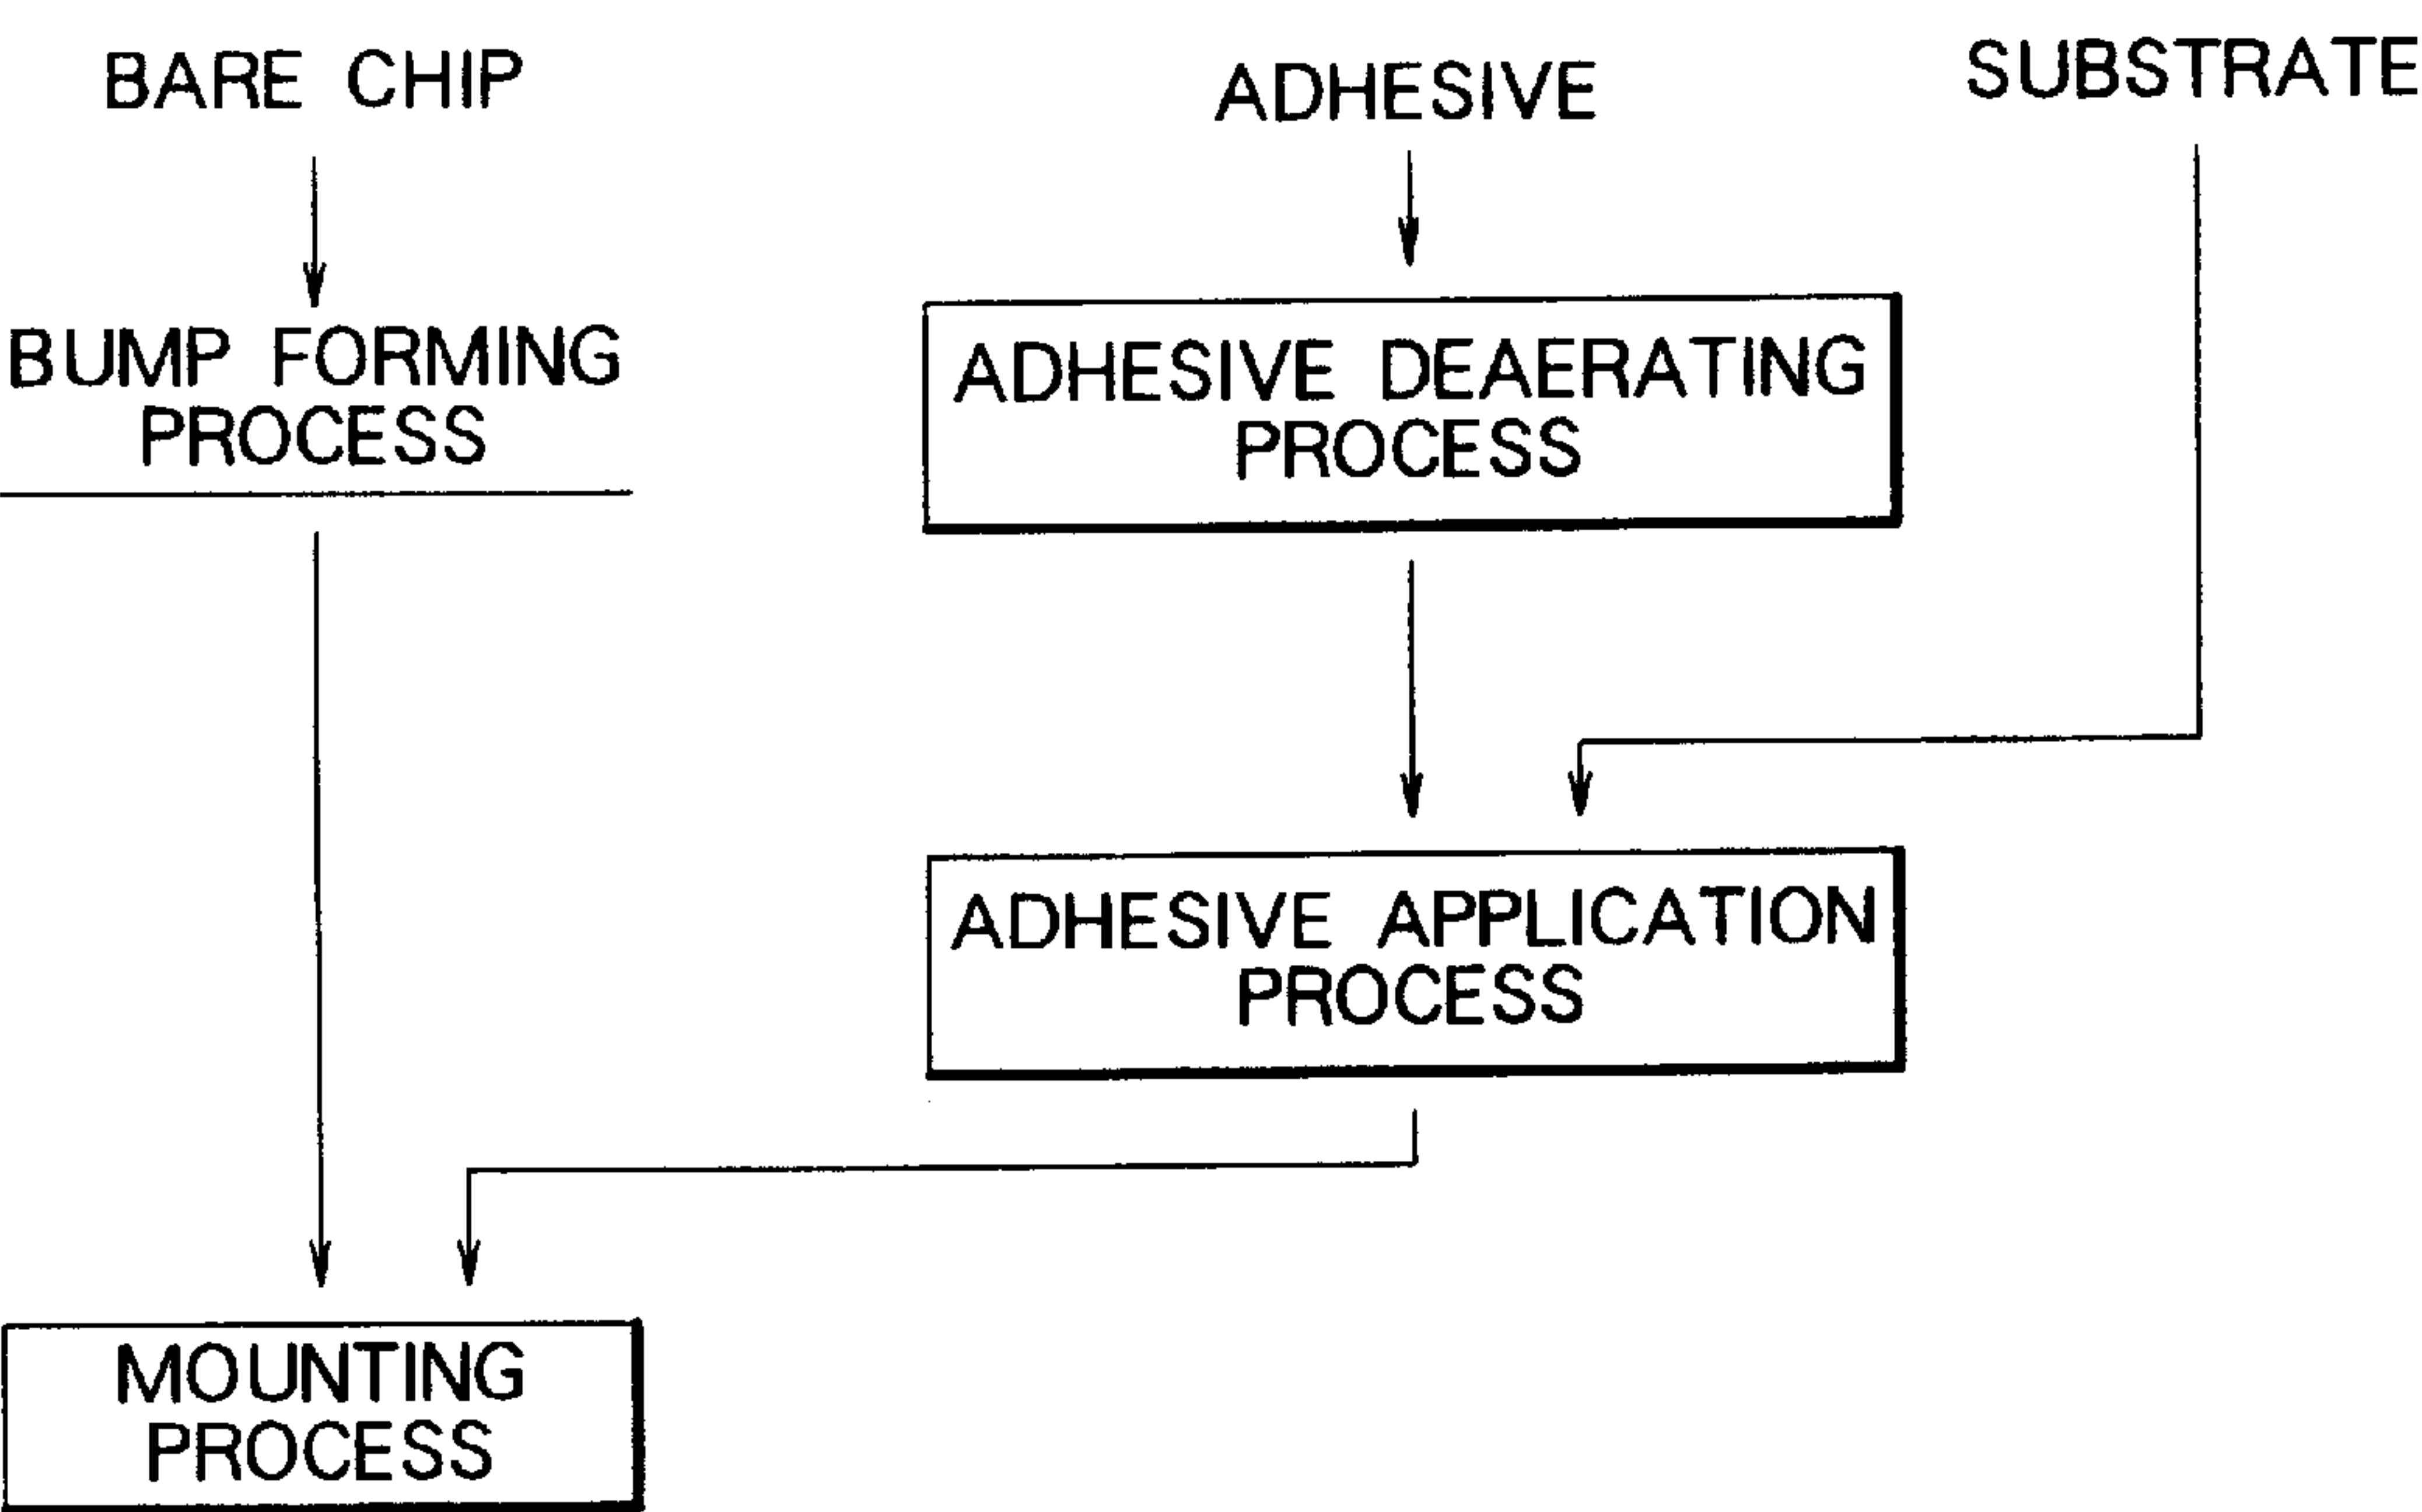 BARE CHIP
ADHESIVE
SUBSTRATE
BUMP FORMING
PROCESS
ADHESIVE DEAERATING
PROCESS
ADHESIVE APPLICATION
PROCESS
MOUNTING
PROCESS